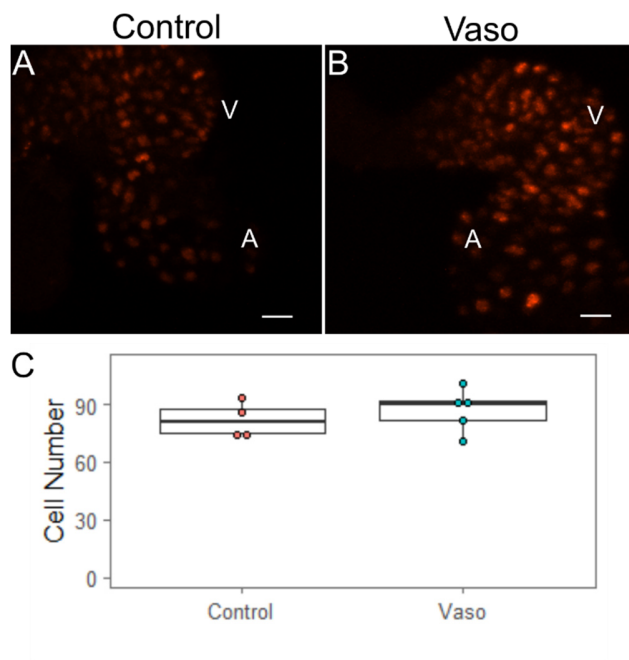 Control Vaso
A B
V V
A A
C
Cell Number
90
60
30
0
Control Vaso